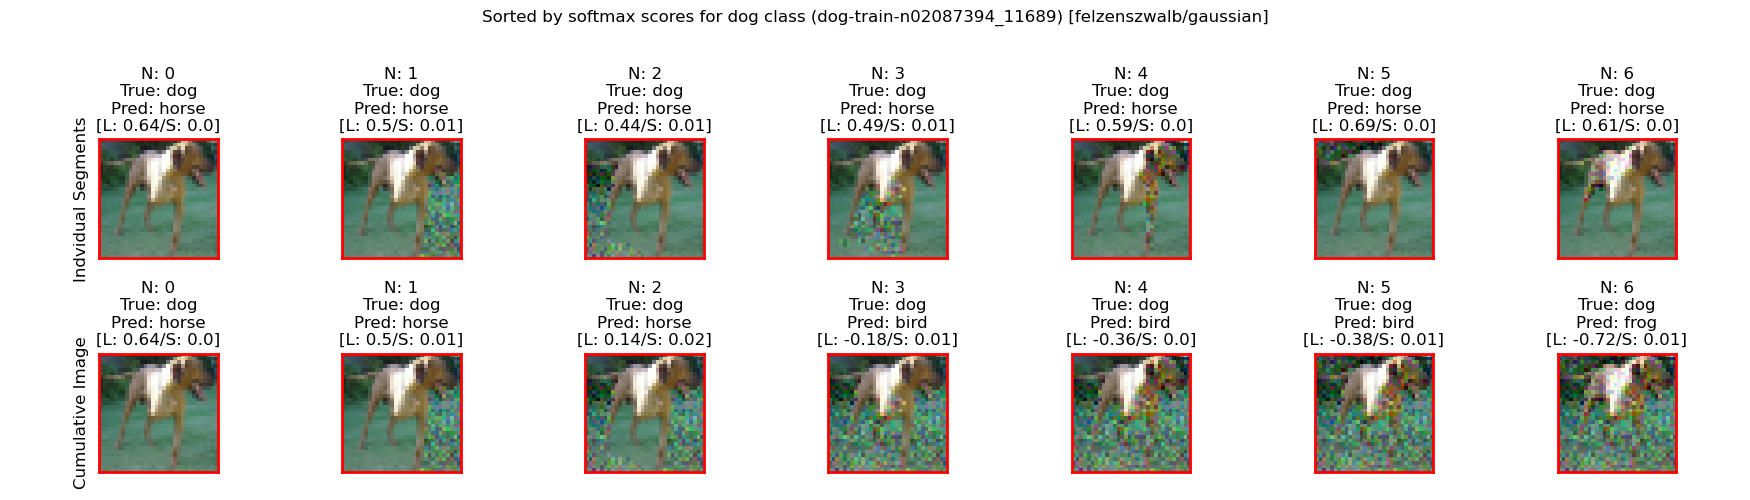 Sorted by softmax scores for dog class (dog-train-n02087394_11689) [felzenszwalb/gaussian]
Indvidual Segments
N: 0
True: dog
Pred: horse
[L: 0.64/S: 0.0]
N: 1
True: dog
Pred: horse
[L: 0.5/S: 0.01]
N: 2
True: dog
Pred: horse
[L: 0.44/S: 0.01]
N: 3
True: dog
Pred: horse
[L: 0.49/S: 0.01]
N: 4
True: dog
Pred: horse
[L: 0.59/S: 0.0]
N: 5
True: dog
Pred: horse
[L: 0.69/S: 0.0]
N: 6
True: dog
Pred: horse
[L: 0.61/S: 0.0]
Cumulative Image
N: 0
True: dog
Pred: horse
[L: 0.64/S: 0.0]
N: 1
True: dog
Pred: horse
[L: 0.5/S: 0.01]
N: 2
True: dog
Pred: horse
[L: 0.14/S: 0.02]
N: 3
True: dog
Pred: bird
[L: -0.18/S: 0.01]
N: 4
True: dog
Pred: bird
[L: -0.36/S: 0.0]
N: 5
True: dog
Pred: bird
[L: -0.38/S: 0.01]
N: 6
True: dog
Pred: frog
[L: -0.72/S: 0.01]